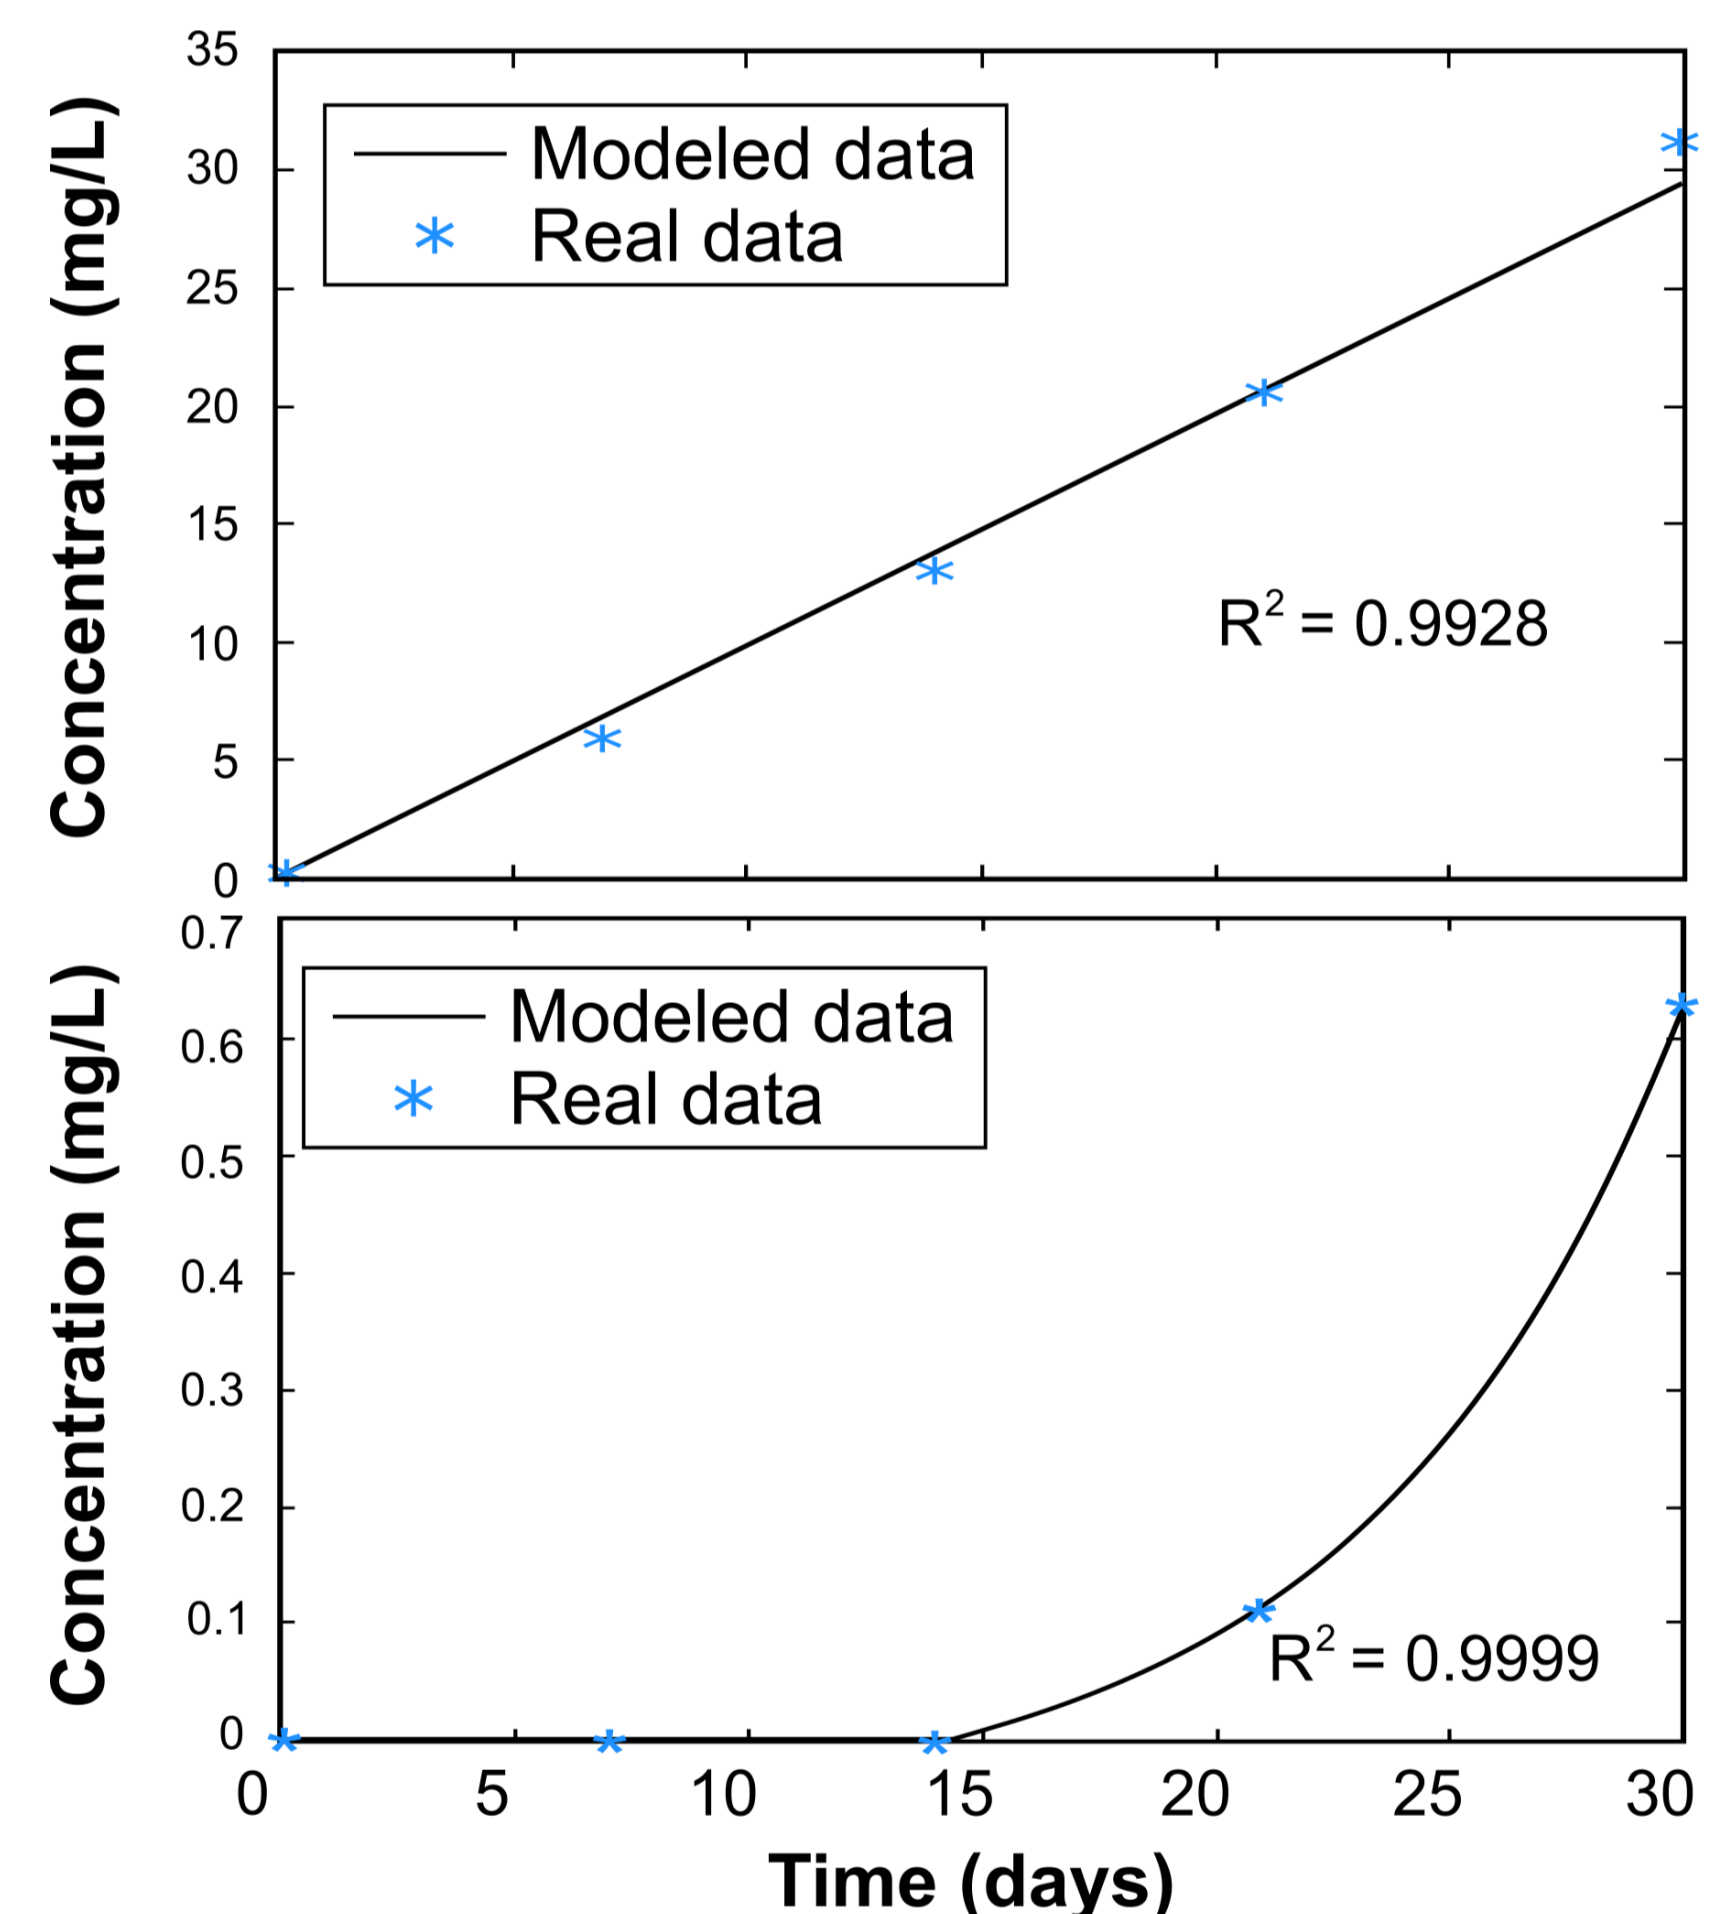 Concentration (mg/L)
35
30
25
20
15
10
5
0
Modeled data
Real data
R² = 0.9928
Concentration (mg/L)
0.7
0.6
0.5
0.4
0.3
0.2
0.1
0
Modeled data
Real data
R² = 0.9999
0 5 10 15 20 25 30
Time (days)